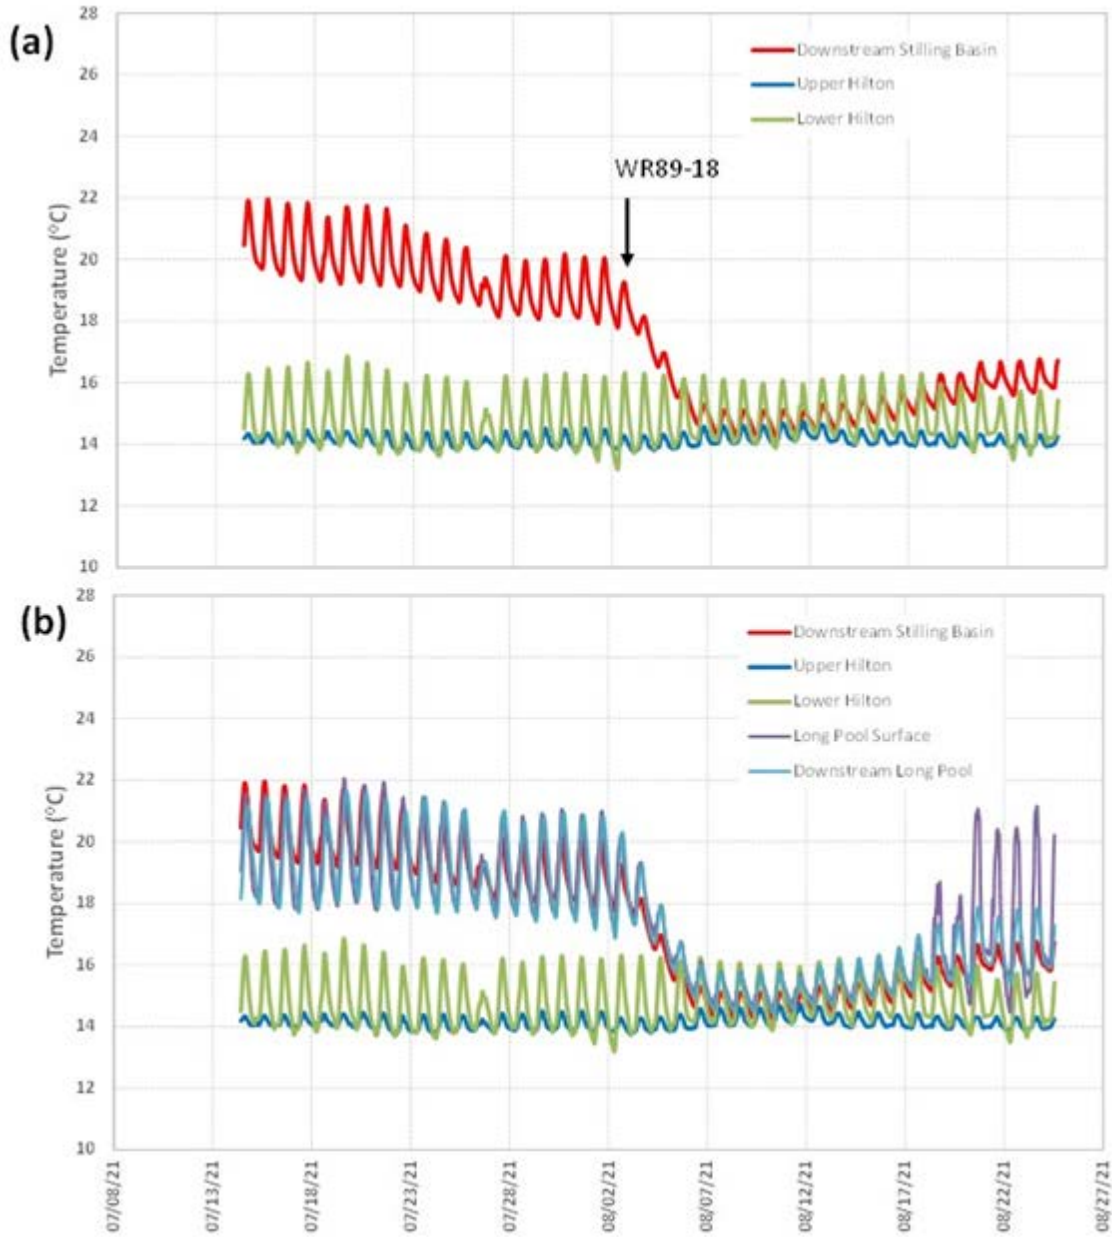 (a)
28
26
24
22
20
18
16
14
12
10
Temperature (°C)
Downstream Stilling Basin
Upper Hilton
Lower Hilton
WR89-18
(b)
28
26
24
22
20
18
16
14
12
10
Temperature (°C)
Downstream Stilling Basin
Upper Hilton
Lower Hilton
Long Pool Surface
Downstream Long Pool
07/08/21
07/13/21
07/18/21
07/23/21
07/28/21
08/02/21
08/07/21
08/12/21
08/17/21
08/22/21
08/27/21